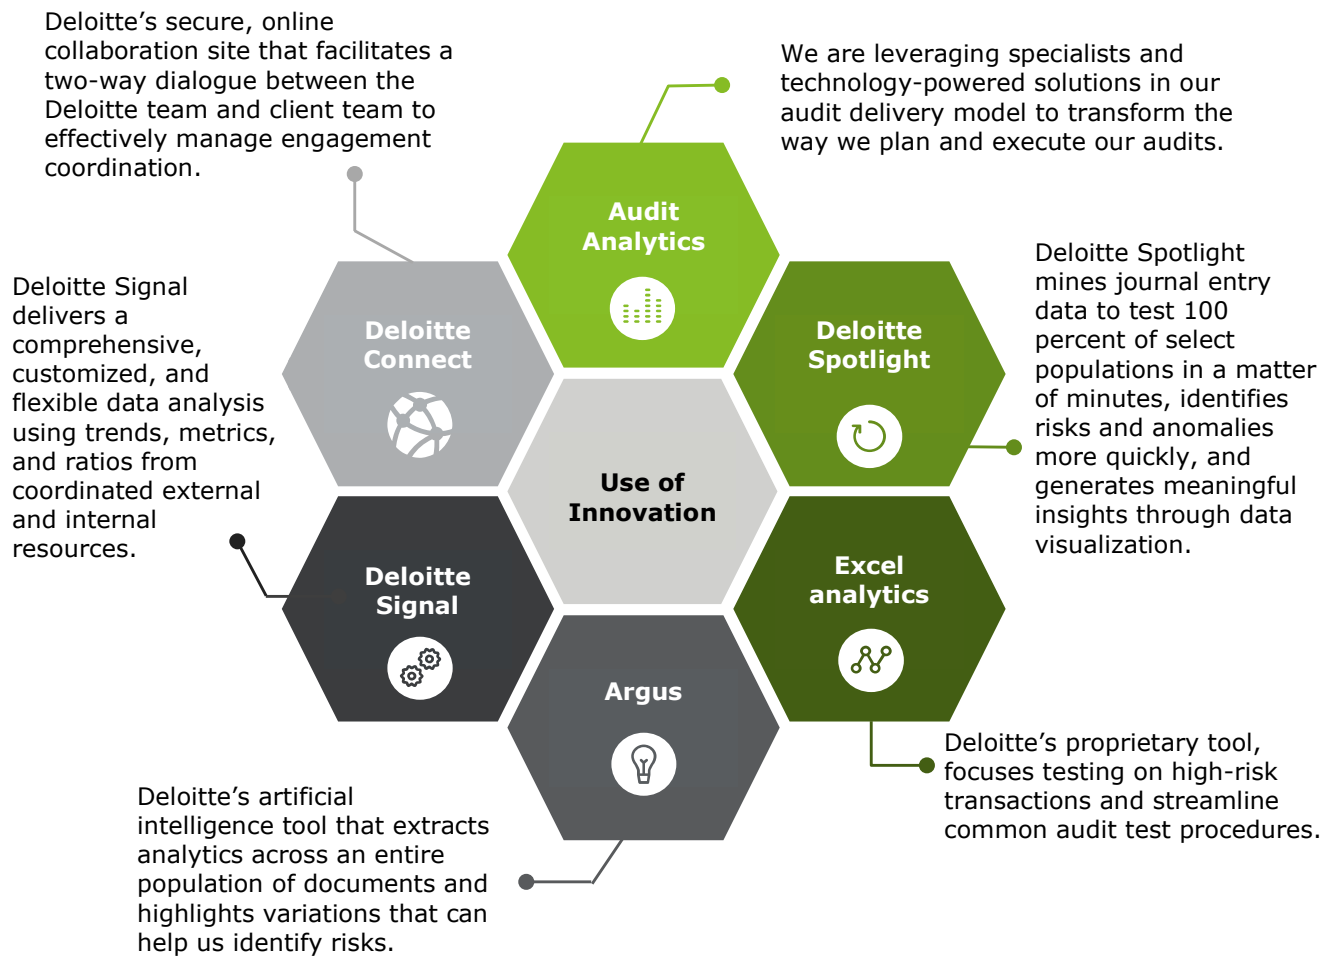 Deloitte’s secure, online
collaboration site that facilitates a
two-way dialogue between the
Deloitte team and client team to
effectively manage engagement
coordination.
We are leveraging specialists and
technology-powered solutions in our
audit delivery model to transform the
way we plan and execute our audits.
Audit
Analytics
Deloitte
Connect
Deloitte
Spotlight
Deloitte Spotlight
mines journal entry
data to test 100
percent of select
populations in a matter
of minutes, identifies
risks and anomalies
more quickly, and
generates meaningful
insights through data
visualization.
Deloitte Signal
delivers a
comprehensive,
customized, and
flexible data analysis
using trends, metrics,
and ratios from
coordinated external
and internal
resources.
Use of
Innovation
Deloitte
Signal
Excel
analytics
Argus
Deloitte’s proprietary tool,
focuses testing on high-risk
transactions and streamline
common audit test procedures.
Deloitte’s artificial
intelligence tool that extracts
analytics across an entire
population of documents and
highlights variations that can
help us identify risks.